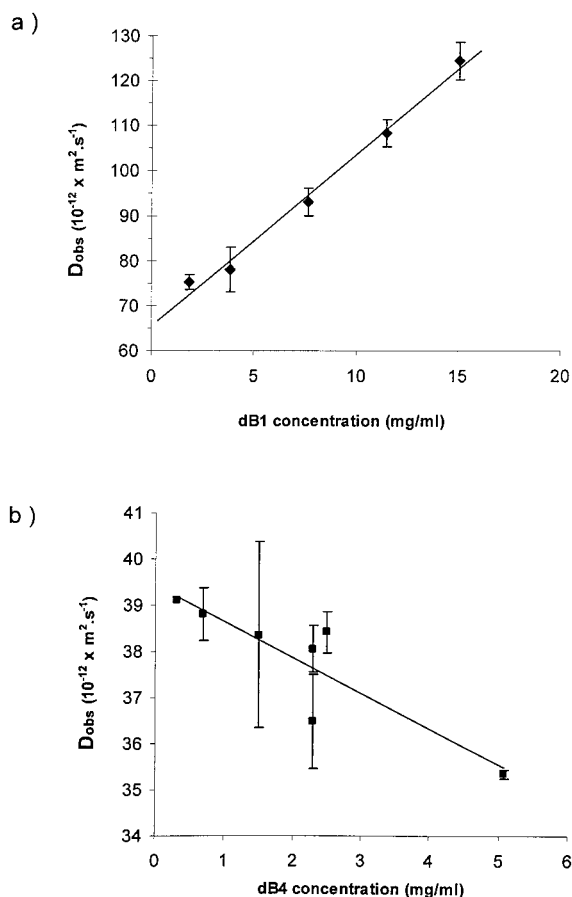 a )
130
120
110
100
90
80
70
60
Dobs (10⁻¹² x m².s⁻¹)
0 5 10 15 20
dB1 concentration (mg/ml)
b )
41
40
39
38
37
36
35
34
Dobs (10⁻¹² x m².s⁻¹)
0 1 2 3 4 5 6
dB4 concentration (mg/ml)